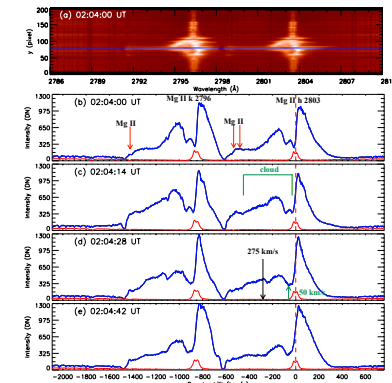 (a) 02:04:00 UT
y (pixel)
200
150
100
50
0
2786 2789 2792 2795 2798 2801 2804 2807 281
Wavelength (Å)
(b) 02:04:00 UT
Mg II k 2796
Mg II h 2803
Mg II
Mg II
Intensity (DN)
1300
975
650
325
0
(c) 02:04:14 UT
cloud
Intensity (DN)
1300
975
650
325
0
(d) 02:04:28 UT
275 km/s
50 km/s
Intensity (DN)
1300
975
650
325
0
(e) 02:04:42 UT
Intensity (DN)
1300
975
650
325
0
-2000 -1800 -1600 -1400 -1200 -1000 -800 -600 -400 -200 0 200 400 600